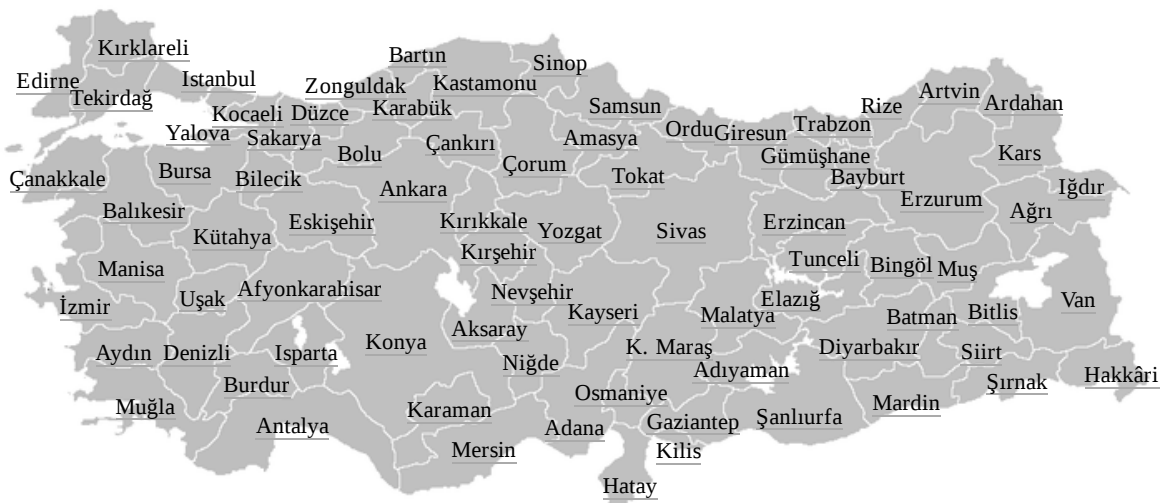 Kırklareli
Bartın
Sinop
Edirne
Istanbul
Zonguldak
Kastamonu
Artvin
Tekirdağ
Kocaeli
Düzce
Karabük
Samsun
Rize
Ardahan
Yalova
Sakarya
Çankırı
Amasya
Ordu
Giresun
Trabzon
Bursa
Bolu
Çorum
Gümüşhane
Kars
Çanakkale
Bilecik
Ankara
Tokat
Bayburt
Iğdır
Balıkesir
Eskişehir
Kırıkkale
Erzincan
Erzurum
Ağrı
Kütahya
Yozgat
Sivas
Kırşehir
Tunceli
Manisa
Bingöl
Muş
Uşak
Afyonkarahisar
Nevşehir
Elazığ
İzmir
Kayseri
Malatya
Batman
Bitlis
Van
Aksaray
Aydın
Denizli
Isparta
Konya
K. Maraş
Diyarbakır
Siirt
Niğde
Adıyaman
Hakkâri
Burdur
Osmaniye
Şırnak
Muğla
Karaman
Mardin
Antalya
Adana
Gaziantep
Şanlıurfa
Mersin
Kilis
Hatay